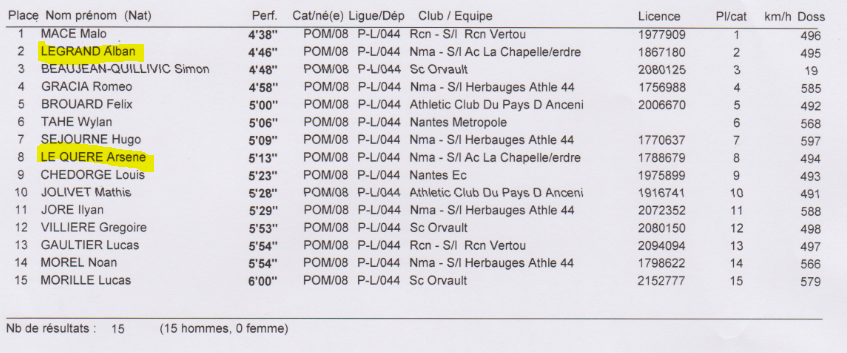 Place Nom prénom (Nat) Perf. Cat/né(e) Ligue/Dép Club / Equipe Licence Pl/cat km/h Doss
1 MACE Malo 4'38" POM/08 P-L/044 Rcn - S/l Rcn Vertou 1977909 1 496
2 LEGRAND Alban 4'46" POM/08 P-L/044 Nma - S/l Ac La Chapelle/erdre 1867180 2 495
3 BEAUJEAN-QUILLIVIC Simon 4'48" POM/08 P-L/044 Sc Orvault 2080125 3 19
4 GRACIA Romeo 4'58" POM/08 P-L/044 Nma - S/l Herbauges Athle 44 1756988 4 585
5 BROUARD Felix 5'00" POM/08 P-L/044 Athletic Club Du Pays D Anceni 2006670 5 492
6 TAHE Wylan 5'06" POM/08 P-L/044 Nantes Metropole 6 568
7 SEJOURNE Hugo 5'09" POM/08 P-L/044 Nma - S/l Herbauges Athle 44 1770637 7 597
8 LE QUERE Arsene 5'13" POM/08 P-L/044 Nma - S/l Ac La Chapelle/erdre 1788679 8 494
9 CHEDORGE Louis 5'23" POM/08 P-L/044 Nantes Ec 1975899 9 493
10 JOLIVET Mathis 5'28" POM/08 P-L/044 Athletic Club Du Pays D Anceni 1916741 10 491
11 JORE Ilyan 5'29" POM/08 P-L/044 Nma - S/l Herbauges Athle 44 2072352 11 588
12 VILLIERE Gregoire 5'53" POM/08 P-L/044 Sc Orvault 2080150 12 498
13 GAULTIER Lucas 5'54" POM/08 P-L/044 Rcn - S/l Rcn Vertou 2094094 13 497
14 MOREL Noan 5'54" POM/08 P-L/044 Nma - S/l Herbauges Athle 44 1798622 14 566
15 MORILLE Lucas 6'00" POM/08 P-L/044 Sc Orvault 2152777 15 579
Nb de résultats : 15 (15 hommes, 0 femme)